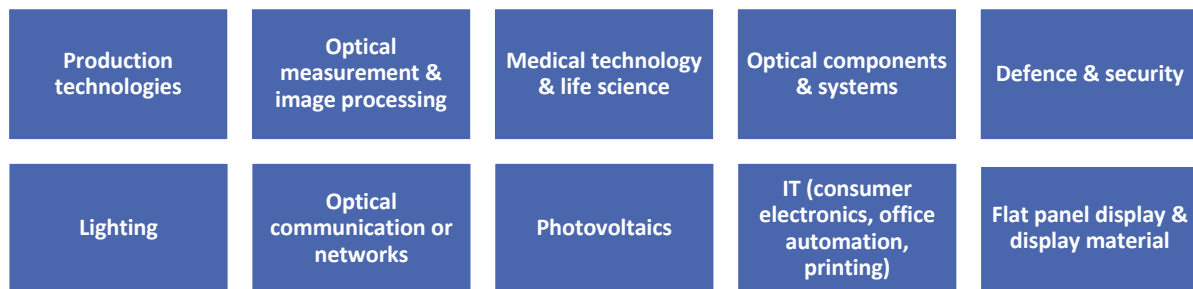 Production
technologies
Optical
measurement &
image processing
Medical technology
& life science
Optical components
& systems
Defence & security
Lighting
Optical
communication or
networks
Photovoltaics
IT (consumer
electronics, office
automation,
printing)
Flat panel display &
display material